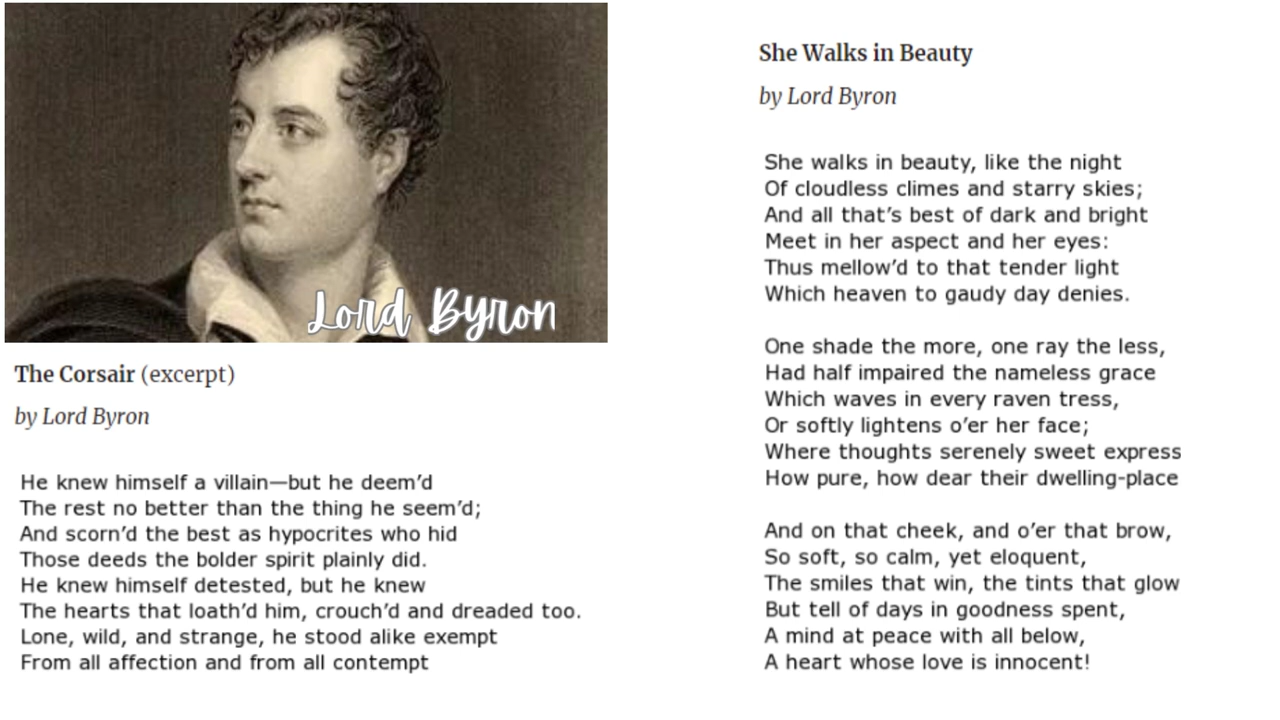 Lord Byron
The Corsair (excerpt)
by Lord Byron
He knew himself a villain—but he deem’d
The rest no better than the thing he seem’d;
And scorn’d the best as hypocrites who hid
Those deeds the bolder spirit plainly did.
He knew himself detested, but he knew
The hearts that loath’d him, crouch’d and dreaded too.
Lone, wild, and strange, he stood alike exempt
From all affection and from all contempt
She Walks in Beauty
by Lord Byron
She walks in beauty, like the night
Of cloudless climes and starry skies;
And all that’s best of dark and bright
Meet in her aspect and her eyes:
Thus mellow’d to that tender light
Which heaven to gaudy day denies.
One shade the more, one ray the less,
Had half impaired the nameless grace
Which waves in every raven tress,
Or softly lightens o’er her face;
Where thoughts serenely sweet express
How pure, how dear their dwelling-place
And on that cheek, and o’er that brow,
So soft, so calm, yet eloquent,
The smiles that win, the tints that glow
But tell of days in goodness spent,
A mind at peace with all below,
A heart whose love is innocent!